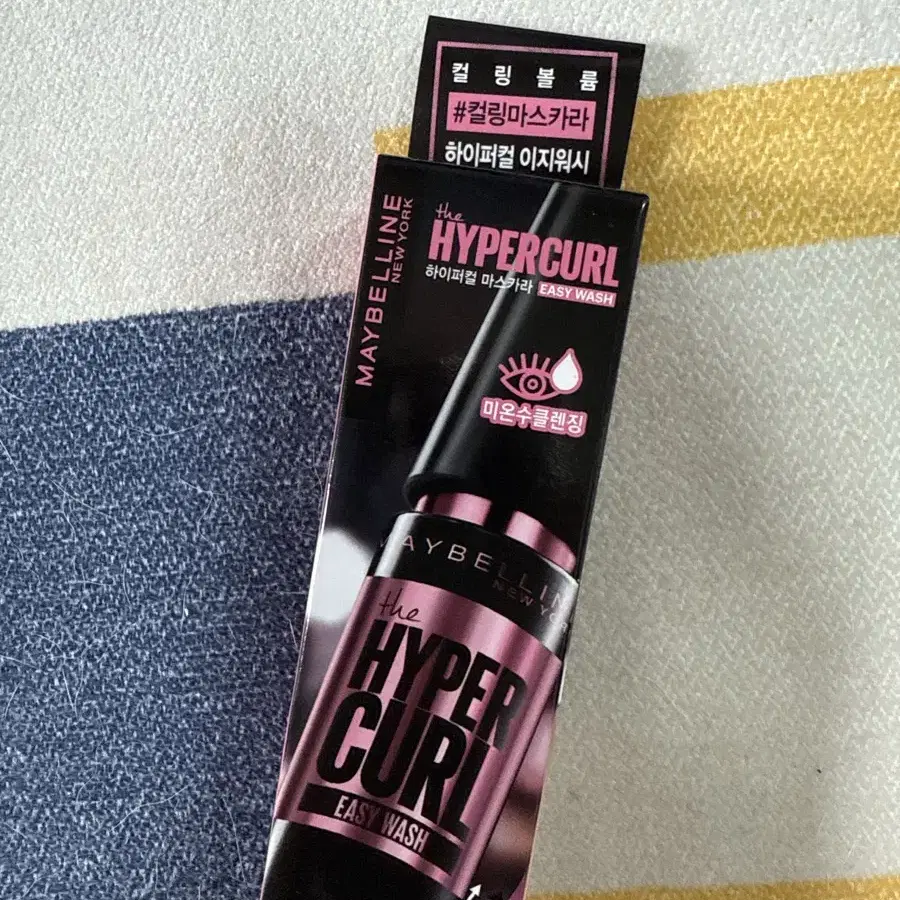 컬링볼륨
#컬링마스카라
하이퍼컬 이지워시
MAYBELLINE
NEW YORK
the
HYPERCURL
하이퍼컬 마스카라 EASY WASH
미온수클렌징
MAYBELLIN
NEW YOR
the
HYPER
CURL
EASY WASH